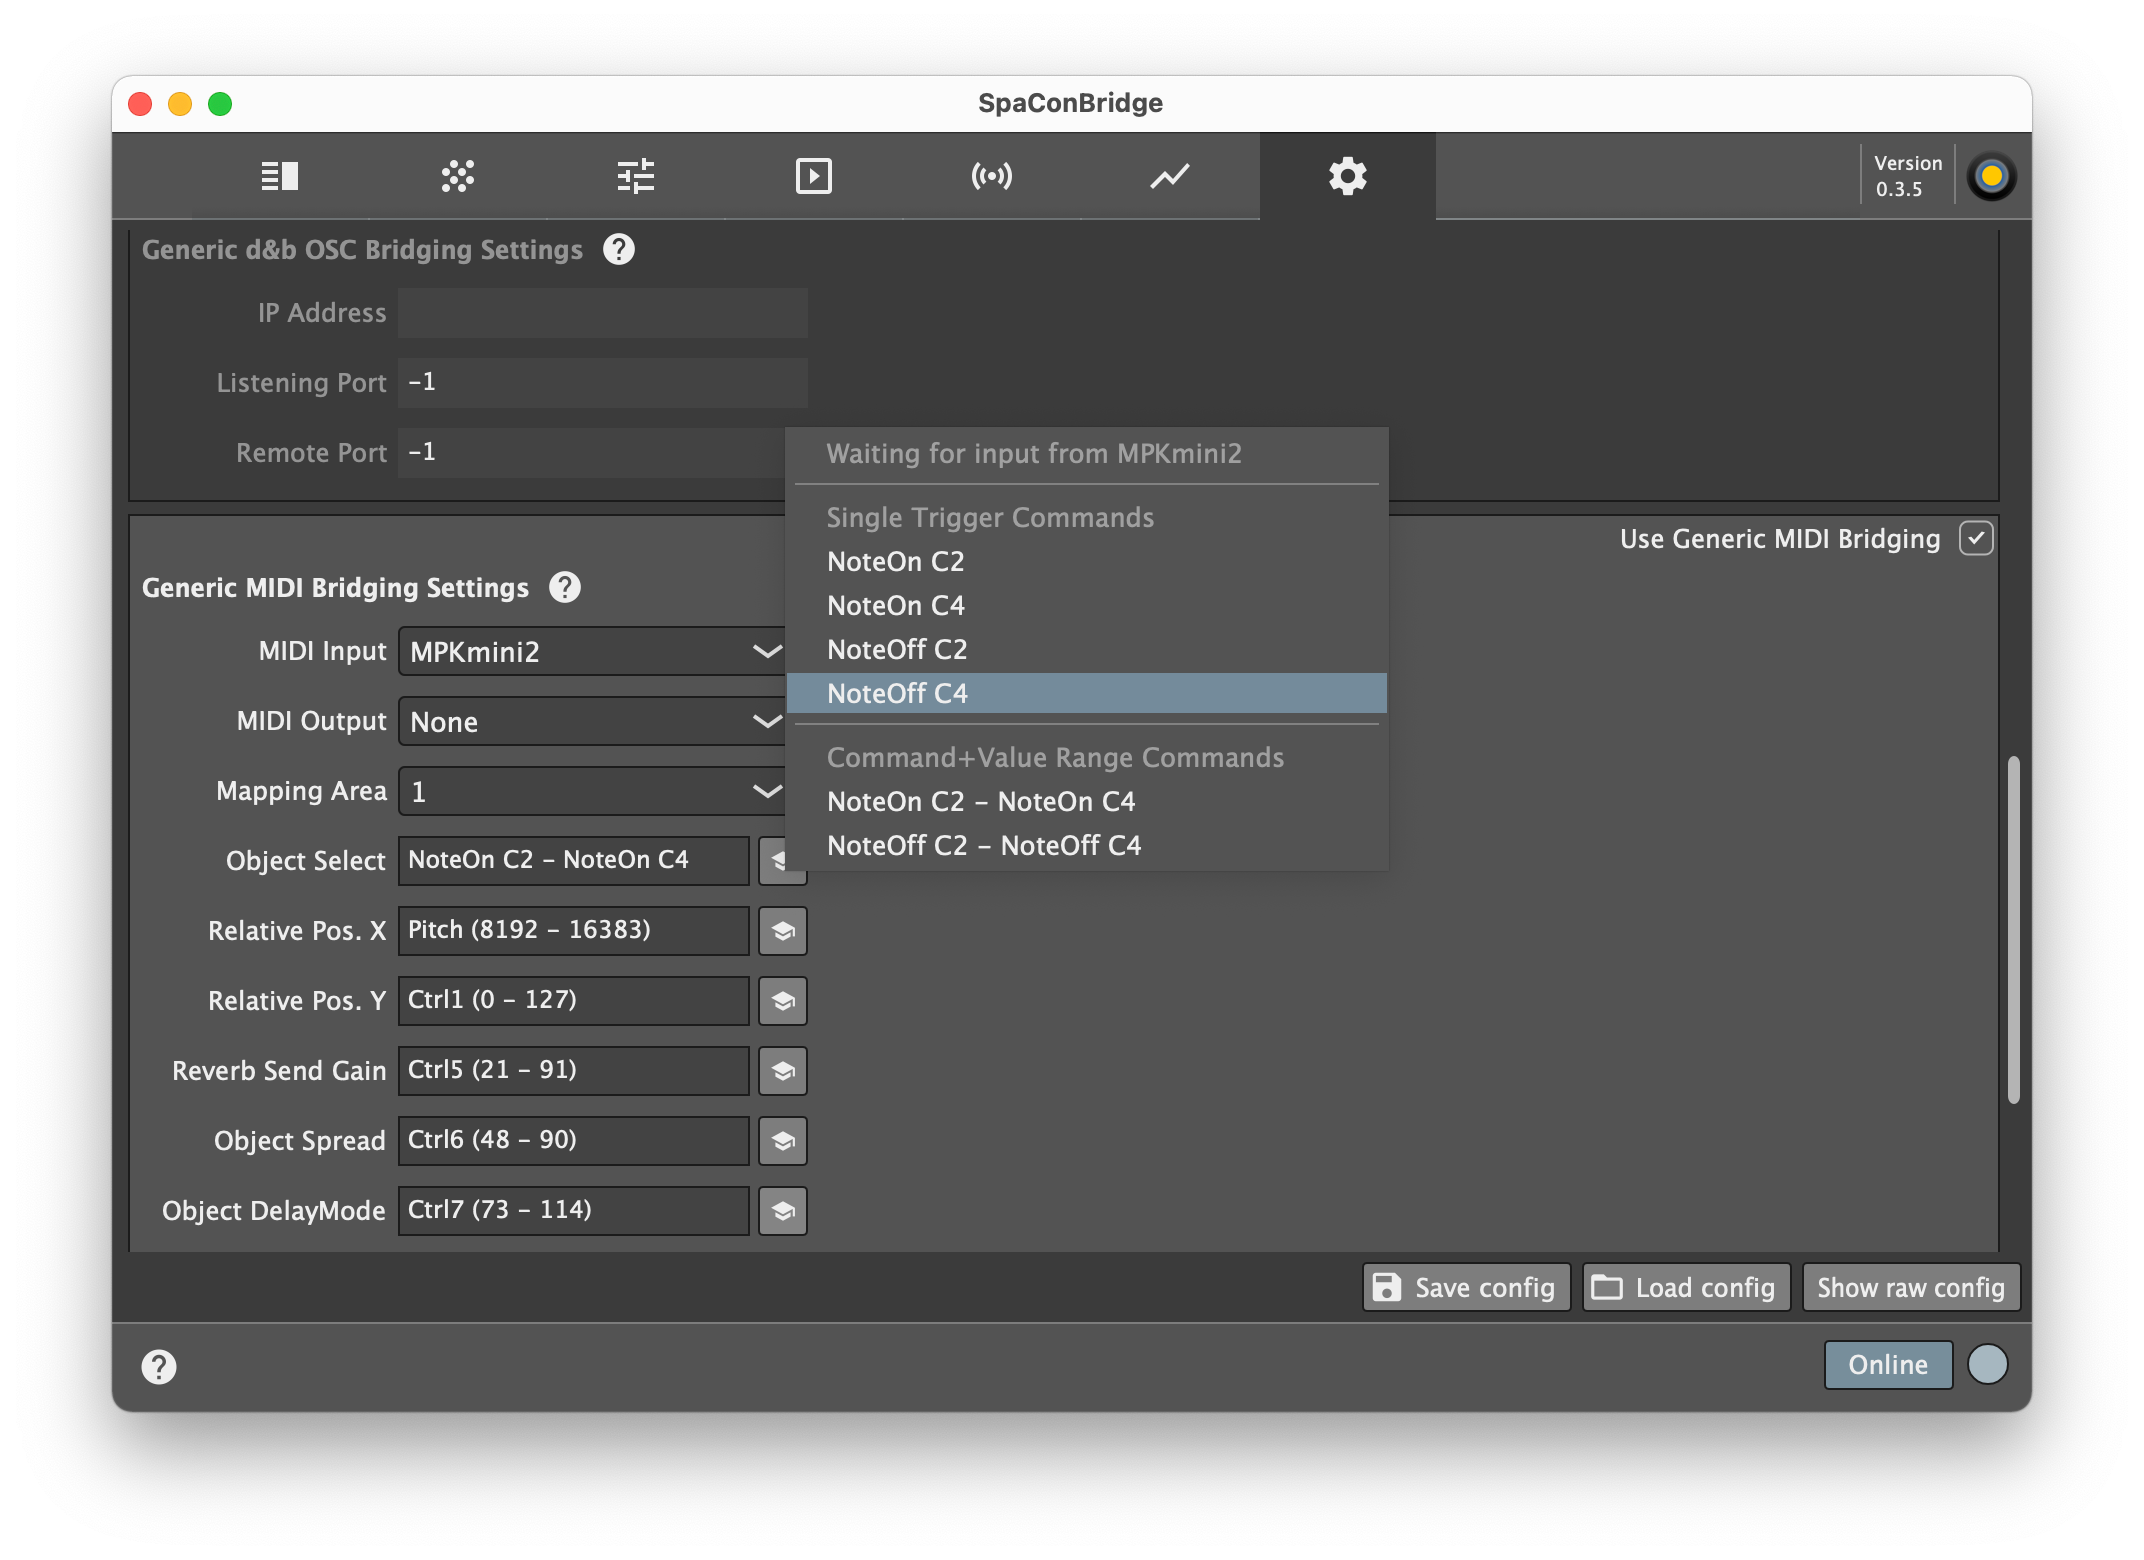 SpaConBridge
Version
0.3.5
Generic d&b OSC Bridging Settings ?
IP Address
Listening Port -1
Remote Port -1
Use Generic MIDI Bridging
Generic MIDI Bridging Settings ?
MIDI Input MPKmini2
MIDI Output None
Mapping Area 1
Object Select NoteOn C2 - NoteOn C4
Relative Pos. X Pitch (8192 - 16383)
Relative Pos. Y Ctrl1 (0 - 127)
Reverb Send Gain Ctrl5 (21 - 91)
Object Spread Ctrl6 (48 - 90)
Object DelayMode Ctrl7 (73 - 114)
Waiting for input from MPKmini2
Single Trigger Commands
NoteOn C2
NoteOn C4
NoteOff C2
NoteOff C4
Command+Value Range Commands
NoteOn C2 - NoteOn C4
NoteOff C2 - NoteOff C4
Save config
Load config
Show raw config
?
Online